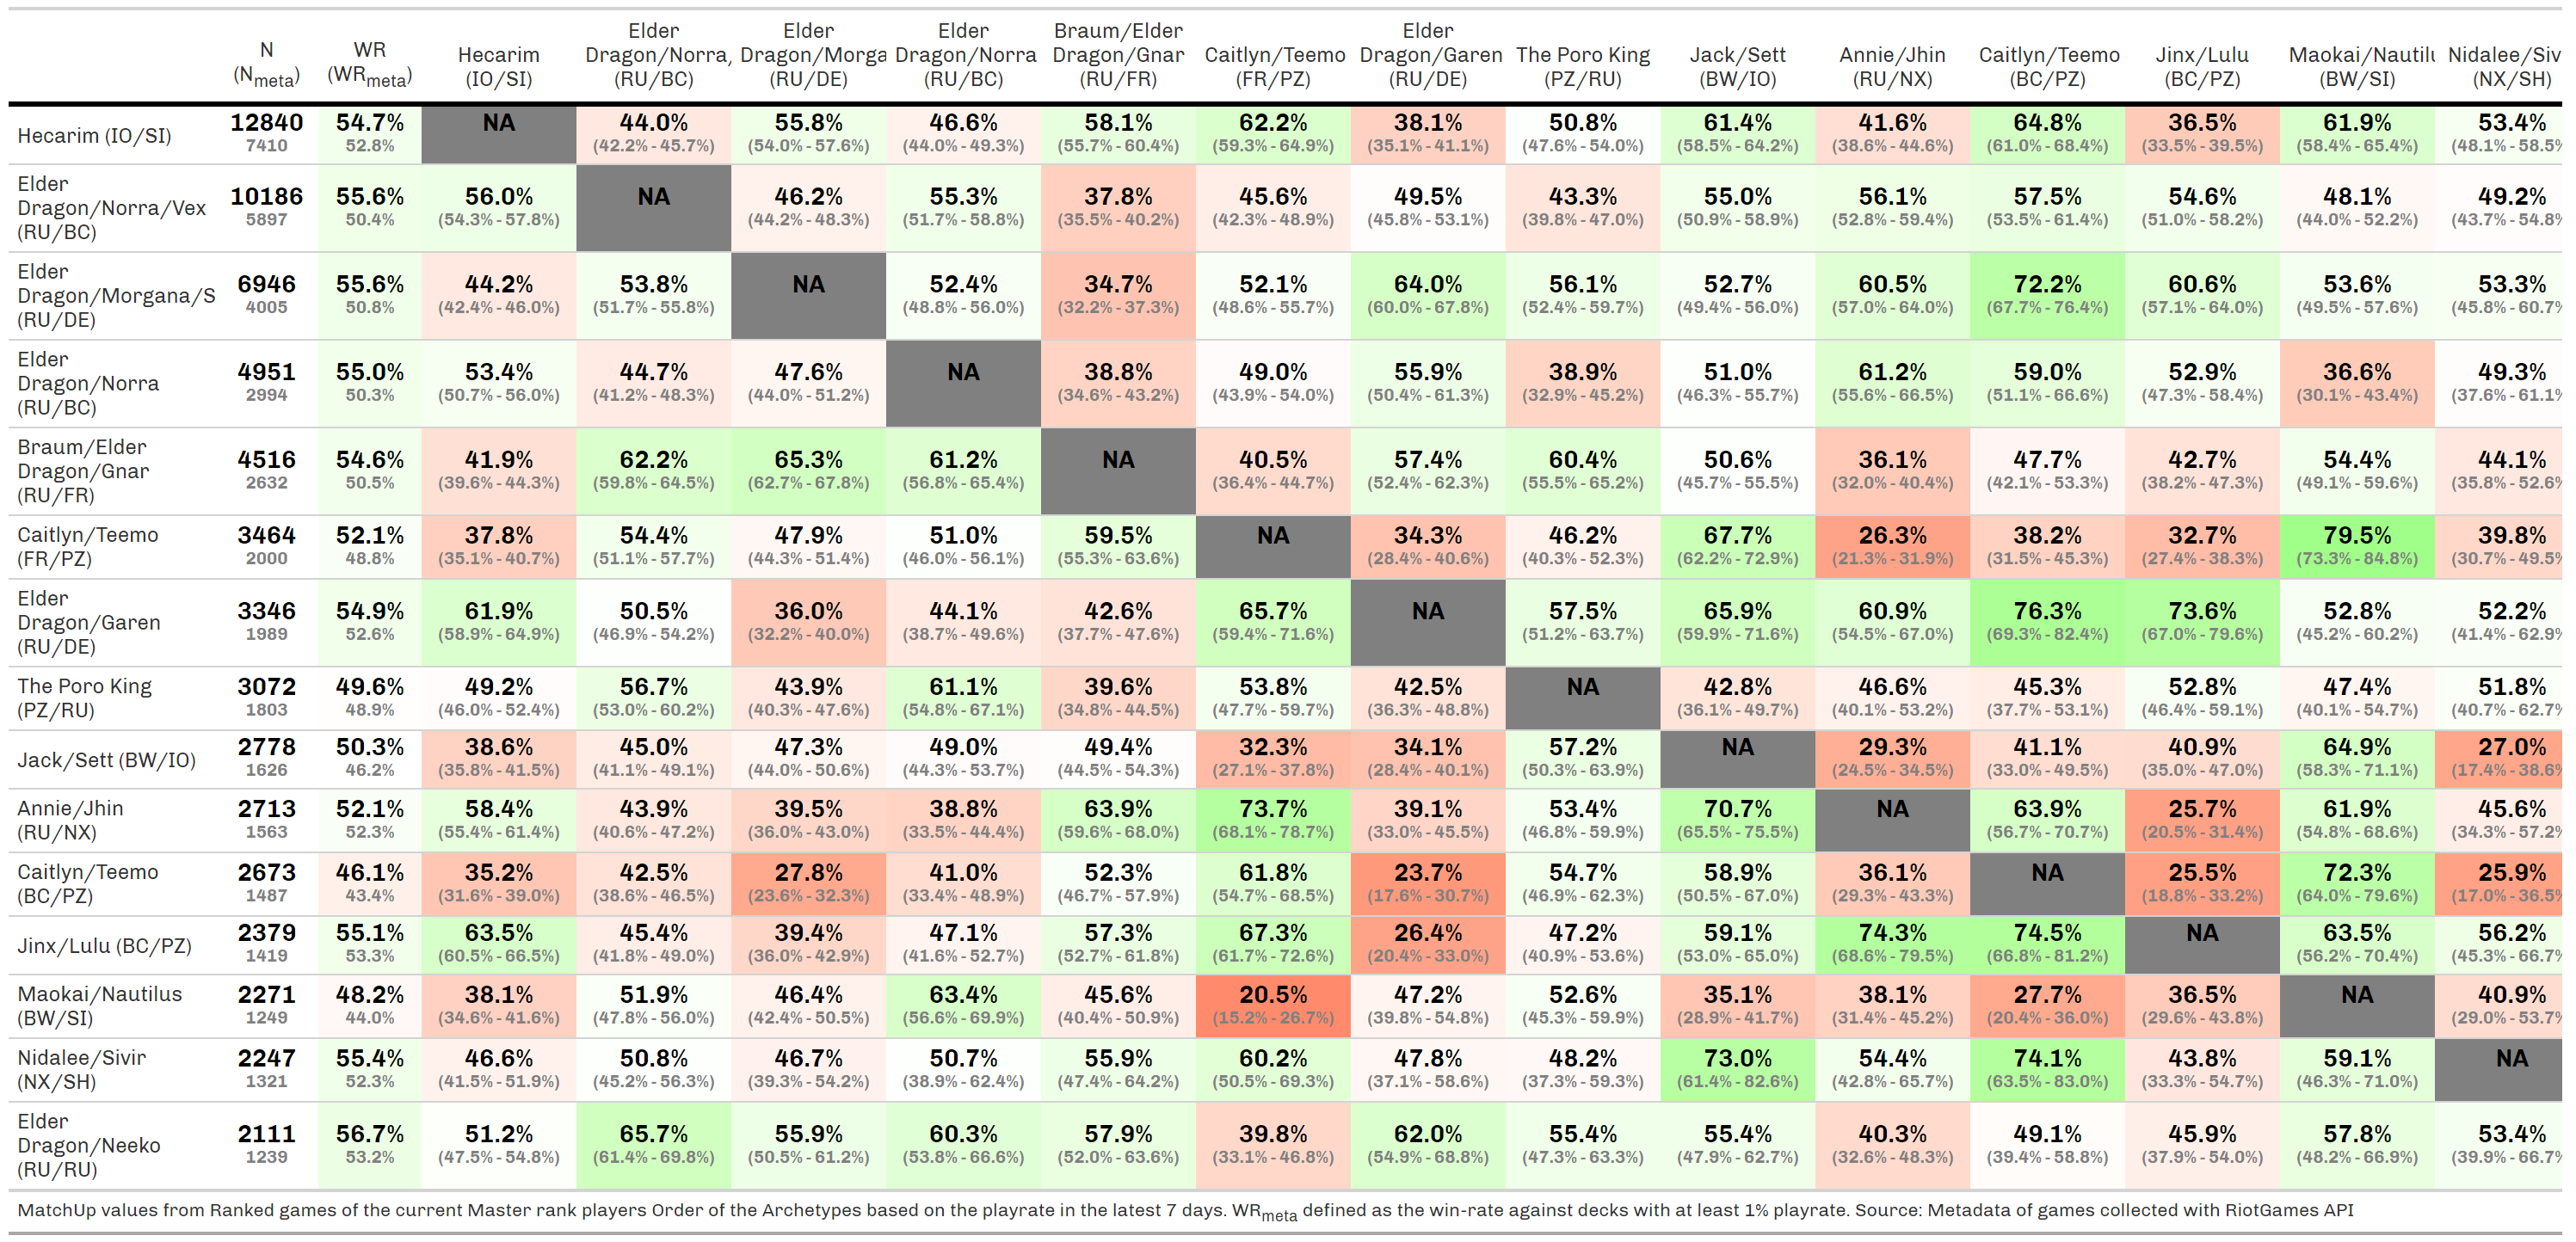 N WR Hecarim Elder Elder Elder Braum/Elder Caitlyn/Teemo Elder The Poro King Jack/Sett Annie/Jhin Caitlyn/Teemo Jinx/Lulu Maokai/Nautilu Nidalee/Siv
Dragon/Norra, Dragon/Morga Dragon/Norra Dragon/Gnar Dragon/Garen
(Nmeta) (WRmeta) (IO/SI) (RU/BC) (RU/DE) (RU/BC) (RU/FR) (FR/PZ) (RU/DE) (PZ/RU) (BW/IO) (RU/NX) (BC/PZ) (BC/PZ) (BW/SI) (NX/SH)
Hecarim (IO/SI) 12840 54.7% NA 44.0% 55.8% 46.6% 58.1% 62.2% 38.1% 50.8% 61.4% 41.6% 64.8% 36.5% 61.9% 53.4%
7410 52.8% (42.2% - 45.7%) (54.0% - 57.6%) (44.0% - 49.3%) (55.7% - 60.4%) (59.3% - 64.9%) (35.1% - 41.1%) (47.6% - 54.0%) (58.5% - 64.2%) (38.6% - 44.6%) (61.0% - 68.4%) (33.5% - 39.5%) (58.4% - 65.4%) (48.1% - 58.5%
Elder
Dragon/Norra/Vex 10186 55.6% 56.0% NA 46.2% 55.3% 37.8% 45.6% 49.5% 43.3% 55.0% 56.1% 57.5% 54.6% 48.1% 49.2%
(RU/BC) 5897 50.4% (54.3% - 57.8%) (44.2% - 48.3%) (51.7% - 58.8%) (35.5% - 40.2%) (42.3% - 48.9%) (45.8% - 53.1%) (39.8% - 47.0%) (50.9% - 58.9%) (52.8% - 59.4%) (53.5% - 61.4%) (51.0% - 58.2%) (44.0% - 52.2%) (43.7% - 54.8%
Elder
Dragon/Morgana/S 6946 55.6% 44.2% 53.8% NA 52.4% 34.7% 52.1% 64.0% 56.1% 52.7% 60.5% 72.2% 60.6% 53.6% 53.3%
(RU/DE) 4005 50.8% (42.4% - 46.0%) (51.7% - 55.8%) (48.8% - 56.0%) (32.2% - 37.3%) (48.6% - 55.7%) (60.0% - 67.8%) (52.4% - 59.7%) (49.4% - 56.0%) (57.0% - 64.0%) (67.7% - 76.4%) (57.1% - 64.0%) (49.5% - 57.6%) (45.8% - 60.7%
Elder
Dragon/Norra 4951 55.0% 53.4% 44.7% 47.6% NA 38.8% 49.0% 55.9% 38.9% 51.0% 61.2% 59.0% 52.9% 36.6% 49.3%
(RU/BC) 2994 50.3% (50.7% - 56.0%) (41.2% - 48.3%) (44.0% - 51.2%) (34.6% - 43.2%) (43.9% - 54.0%) (50.4% - 61.3%) (32.9% - 45.2%) (46.3% - 55.7%) (55.6% - 66.5%) (51.1% - 66.6%) (47.3% - 58.4%) (30.1% - 43.4%) (37.6% - 61.1%
Braum/Elder
Dragon/Gnar 4516 54.6% 41.9% 62.2% 65.3% 61.2% NA 40.5% 57.4% 60.4% 50.6% 36.1% 47.7% 42.7% 54.4% 44.1%
(RU/FR) 2632 50.5% (39.6% - 44.3%) (59.8% - 64.5%) (62.7% - 67.8%) (56.8% - 65.4%) (36.4% - 44.7%) (52.4% - 62.3%) (55.5% - 65.2%) (45.7% - 55.5%) (32.0% - 40.4%) (42.1% - 53.3%) (38.2% - 47.3%) (49.1% - 59.6%) (35.8% - 52.6%
Caitlyn/Teemo 3464 52.1% 37.8% 54.4% 47.9% 51.0% 59.5% NA 34.3% 46.2% 67.7% 26.3% 38.2% 32.7% 79.5% 39.8%
(FR/PZ) 2000 48.8% (35.1% - 40.7%) (51.1% - 57.7%) (44.3% - 51.4%) (46.0% - 56.1%) (55.3% - 63.6%) (28.4% - 40.6%) (40.3% - 52.3%) (62.2% - 72.9%) (21.3% - 31.9%) (31.5% - 45.3%) (27.4% - 38.3%) (73.3% - 84.8%) (30.7% - 49.5%
Elder
Dragon/Garen 3346 54.9% 61.9% 50.5% 36.0% 44.1% 42.6% 65.7% NA 57.5% 65.9% 60.9% 76.3% 73.6% 52.8% 52.2%
(RU/DE) 1989 52.6% (58.9% - 64.9%) (46.9% - 54.2%) (32.2% - 40.0%) (38.7% - 49.6%) (37.7% - 47.6%) (59.4% - 71.6%) (51.2% - 63.7%) (59.9% - 71.6%) (54.5% - 67.0%) (69.3% - 82.4%) (67.0% - 79.6%) (45.2% - 60.2%) (41.4% - 62.9%
The Poro King 3072 49.6% 49.2% 56.7% 43.9% 61.1% 39.6% 53.8% 42.5% NA 42.8% 46.6% 45.3% 52.8% 47.4% 51.8%
(PZ/RU) 1803 48.9% (46.0% - 52.4%) (53.0% - 60.2%) (40.3% - 47.6%) (54.8% - 67.1%) (34.8% - 44.5%) (47.7% - 59.7%) (36.3% - 48.8%) (36.1% - 49.7%) (40.1% - 53.2%) (37.7% - 53.1%) (46.4% - 59.1%) (40.1% - 54.7%) (40.7% - 62.7%
Jack/Sett (BW/IO) 2778 50.3% 38.6% 45.0% 47.3% 49.0% 49.4% 32.3% 34.1% 57.2% NA 29.3% 41.1% 40.9% 64.9% 27.0%
1626 46.2% (35.8% - 41.5%) (41.1% - 49.1%) (44.0% - 50.6%) (44.3% - 53.7%) (44.5% - 54.3%) (27.1% - 37.8%) (28.4% - 40.1%) (50.3% - 63.9%) (24.5% - 34.5%) (33.0% - 49.5%) (35.0% - 47.0%) (58.3% - 71.1%) (17.4% - 38.6%
Annie/Jhin 2713 52.1% 58.4% 43.9% 39.5% 38.8% 63.9% 73.7% 39.1% 53.4% 70.7% NA 63.9% 25.7% 61.9% 45.6%
(RU/NX) 1563 52.3% (55.4% - 61.4%) (40.6% - 47.2%) (36.0% - 43.0%) (33.5% - 44.4%) (59.6% - 68.0%) (68.1% - 78.7%) (33.0% - 45.5%) (46.8% - 59.9%) (65.5% - 75.5%) (56.7% - 70.7%) (20.5% - 31.4%) (54.8% - 68.6%) (34.3% - 57.2%
Caitlyn/Teemo 2673 46.1% 35.2% 42.5% 27.8% 41.0% 52.3% 61.8% 23.7% 54.7% 58.9% 36.1% NA 25.5% 72.3% 25.9%
(BC/PZ) 1487 43.4% (31.6% - 39.0%) (38.6% - 46.5%) (23.6% - 32.3%) (33.4% - 48.9%) (46.7% - 57.9%) (54.7% - 68.5%) (17.6% - 30.7%) (46.9% - 62.3%) (50.5% - 67.0%) (29.3% - 43.3%) (18.8% - 33.2%) (64.0% - 79.6%) (17.0% - 36.5%
Jinx/Lulu (BC/PZ) 2379 55.1% 63.5% 45.4% 39.4% 47.1% 57.3% 67.3% 26.4% 47.2% 59.1% 74.3% 74.5% NA 63.5% 56.2%
1419 53.3% (60.5% - 66.5%) (41.8% - 49.0%) (36.0% - 42.9%) (41.6% - 52.7%) (52.7% - 61.8%) (61.7% - 72.6%) (20.4% - 33.0%) (40.9% - 53.6%) (53.0% - 65.0%) (68.6% - 79.5%) (66.8% - 81.2%) (56.2% - 70.4%) (45.3% - 66.7%
Maokai/Nautilus 2271 48.2% 38.1% 51.9% 46.4% 63.4% 45.6% 20.5% 47.2% 52.6% 35.1% 38.1% 27.7% 36.5% NA 40.9%
(BW/SI) 1249 44.0% (34.6% - 41.6%) (47.8% - 56.0%) (42.4% - 50.5%) (56.6% - 69.9%) (40.4% - 50.9%) (15.2% - 26.7%) (39.8% - 54.8%) (45.3% - 59.9%) (28.9% - 41.7%) (31.4% - 45.2%) (20.4% - 36.0%) (29.6% - 43.8%) (29.0% - 53.7%
Nidalee/Sivir 2247 55.4% 46.6% 50.8% 46.7% 50.7% 55.9% 60.2% 47.8% 48.2% 73.0% 54.4% 74.1% 43.8% 59.1% NA
(NX/SH) 1321 52.3% (41.5% - 51.9%) (45.2% - 56.3%) (39.3% - 54.2%) (38.9% - 62.4%) (47.4% - 64.2%) (50.5% - 69.3%) (37.1% - 58.6%) (37.3% - 59.3%) (61.4% - 82.6%) (42.8% - 65.7%) (63.5% - 83.0%) (33.3% - 54.7%) (46.3% - 71.0%)
Elder
Dragon/Neeko 2111 56.7% 51.2% 65.7% 55.9% 60.3% 57.9% 39.8% 62.0% 55.4% 55.4% 40.3% 49.1% 45.9% 57.8% 53.4%
(RU/RU) 1239 53.2% (47.5% - 54.8%) (61.4% - 69.8%) (50.5% - 61.2%) (53.8% - 66.6%) (52.0% - 63.6%) (33.1% - 46.8%) (54.9% - 68.8%) (47.3% - 63.3%) (47.9% - 62.7%) (32.6% - 48.3%) (39.4% - 58.8%) (37.9% - 54.0%) (48.2% - 66.9%) (39.9% - 66.7%
MatchUp values from Ranked games of the current Master rank players Order of the Archetypes based on the playrate in the latest 7 days. WRmeta defined as the win-rate against decks with at least 1% playrate. Source: Metadata of games collected with RiotGames API